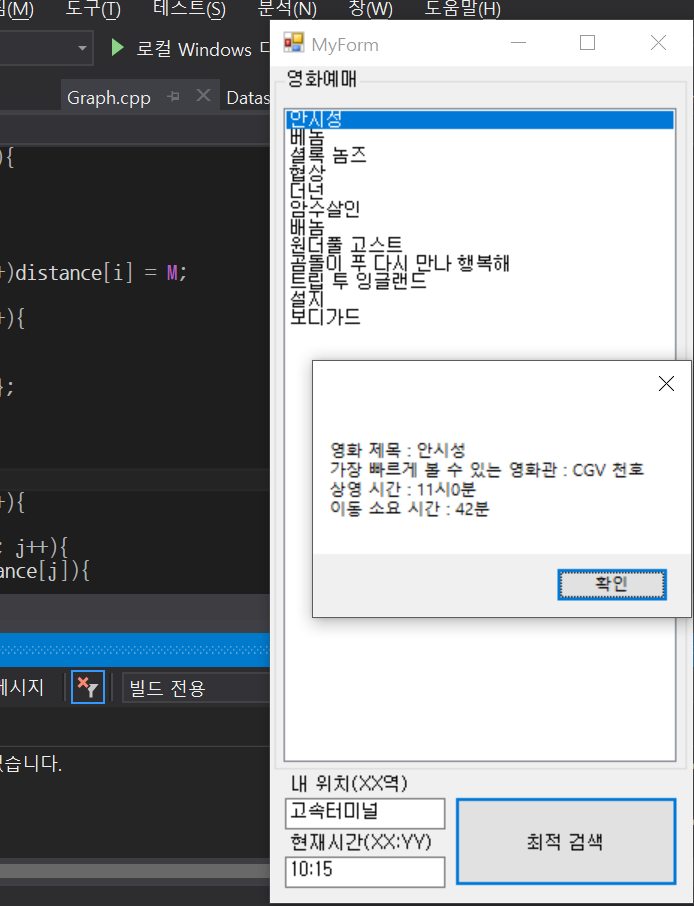 집(M) 도구(T) 테스트(S) 분석(N) 창(W) 도움말(H)
로컬 Windows 디
MyForm
영화예매
Graph.cpp Datas
안시성
베놈
셜록 놈즈
협상
더넌
암수살인
배놈
원더풀 고스트
곰돌이 푸 다시 만나 행복해
트립 투 잉글랜드
설지
보디가드
){
+)distance[i] = M;
+){
};
+){
; j++){
ance[j]){
영화 제목 : 안시성
가장 빠르게 볼 수 있는 영화관 : CGV 천호
상영 시간 : 11시0분
이동 소요 시간 : 42분
확인
메시지
빌드 전용
습니다.
내 위치(XX역)
고속터미널
현재시간(XX:YY)
10:15
최적 검색